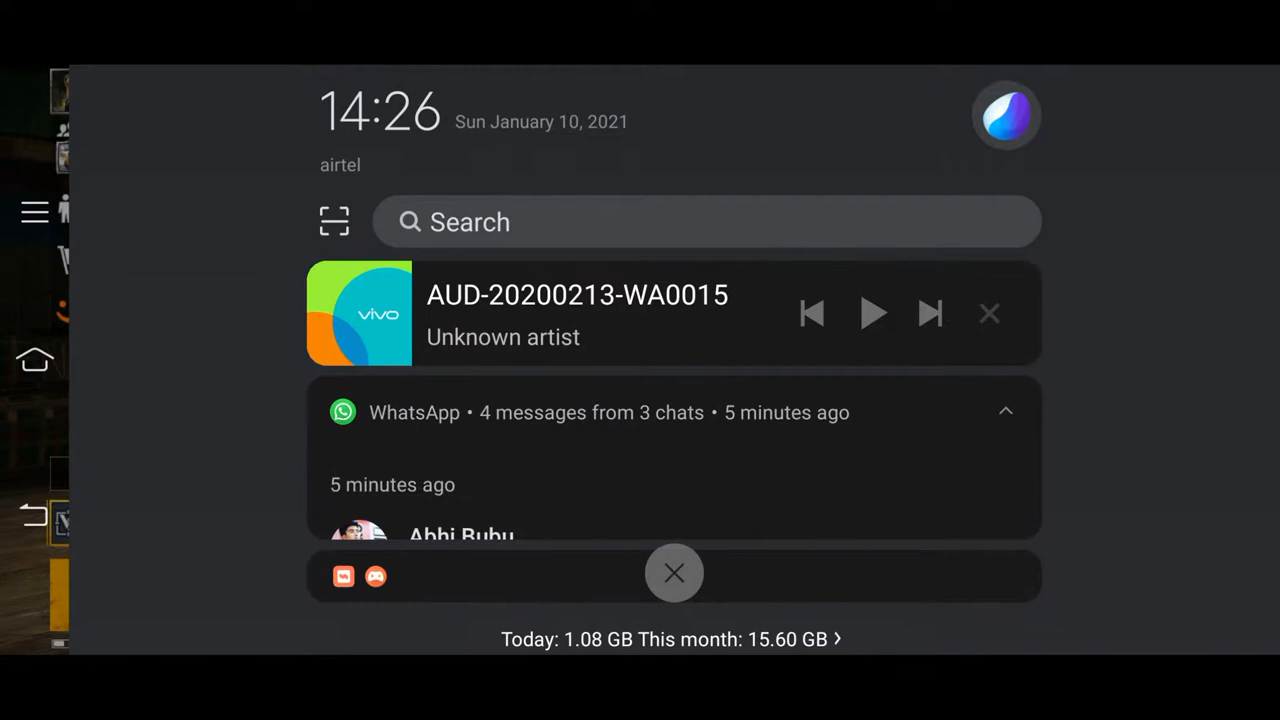 14:26 Sun January 10, 2021
airtel
Search
vivo
AUD-20200213-WA0015
Unknown artist
WhatsApp • 4 messages from 3 chats • 5 minutes ago
5 minutes ago
Abhi Bubu
Today: 1.08 GB This month: 15.60 GB >